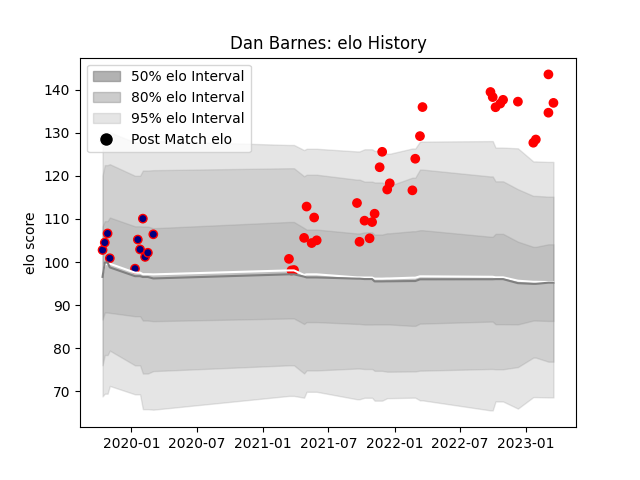 Dan Barnes: elo History
50% elo Interval
80% elo Interval
95% elo Interval
Post Match elo
elo score
140
130
120
110
100
90
80
70
2020-01
2020-07
2021-01
2021-07
2022-01
2022-07
2023-01